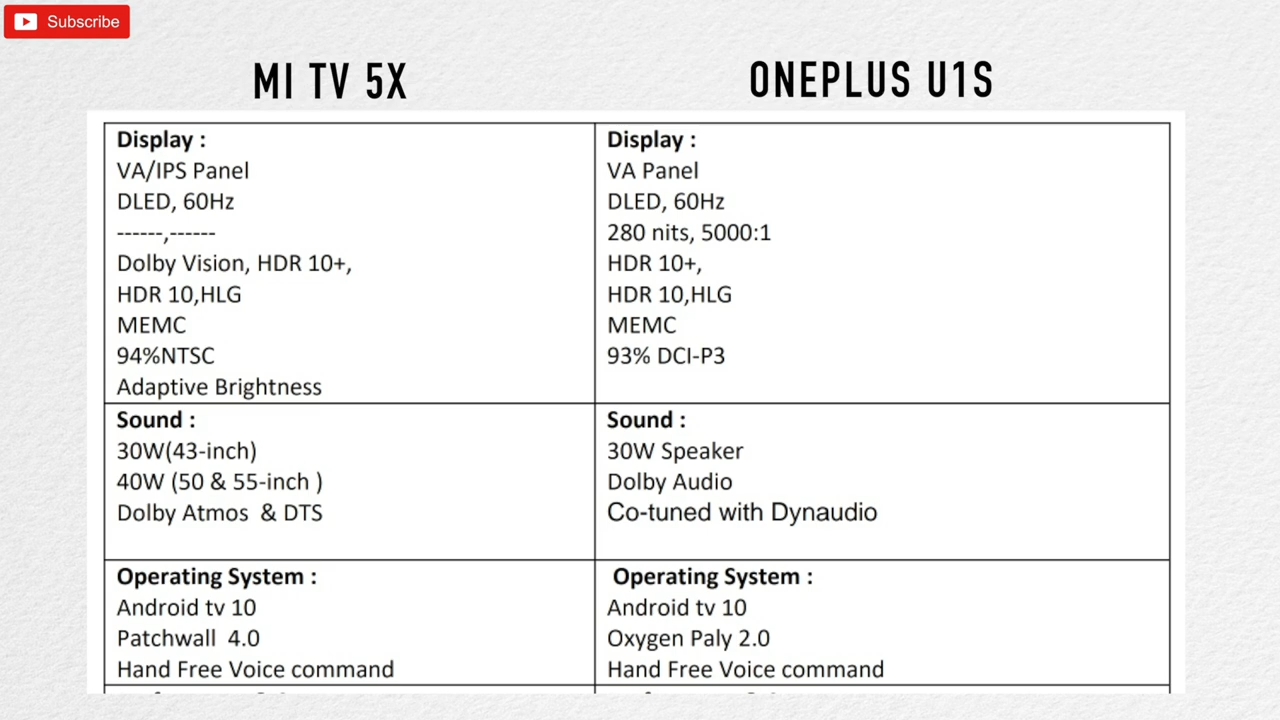 Subscribe
MI TV 5X
ONEPLUS U1S
Display :
VA/IPS Panel
DLED, 60Hz
------,------
Dolby Vision, HDR 10+,
HDR 10,HLG
MEMC
94%NTSC
Adaptive Brightness
Display :
VA Panel
DLED, 60Hz
280 nits, 5000:1
HDR 10+,
HDR 10,HLG
MEMC
93% DCI-P3
Sound :
30W(43-inch)
40W (50 & 55-inch )
Dolby Atmos  & DTS
Sound :
30W Speaker
Dolby Audio
Co-tuned with Dynaudio
Operating System :
Android tv 10
Patchwall  4.0
Hand Free Voice command
Operating System :
Android tv 10
Oxygen Paly 2.0
Hand Free Voice command